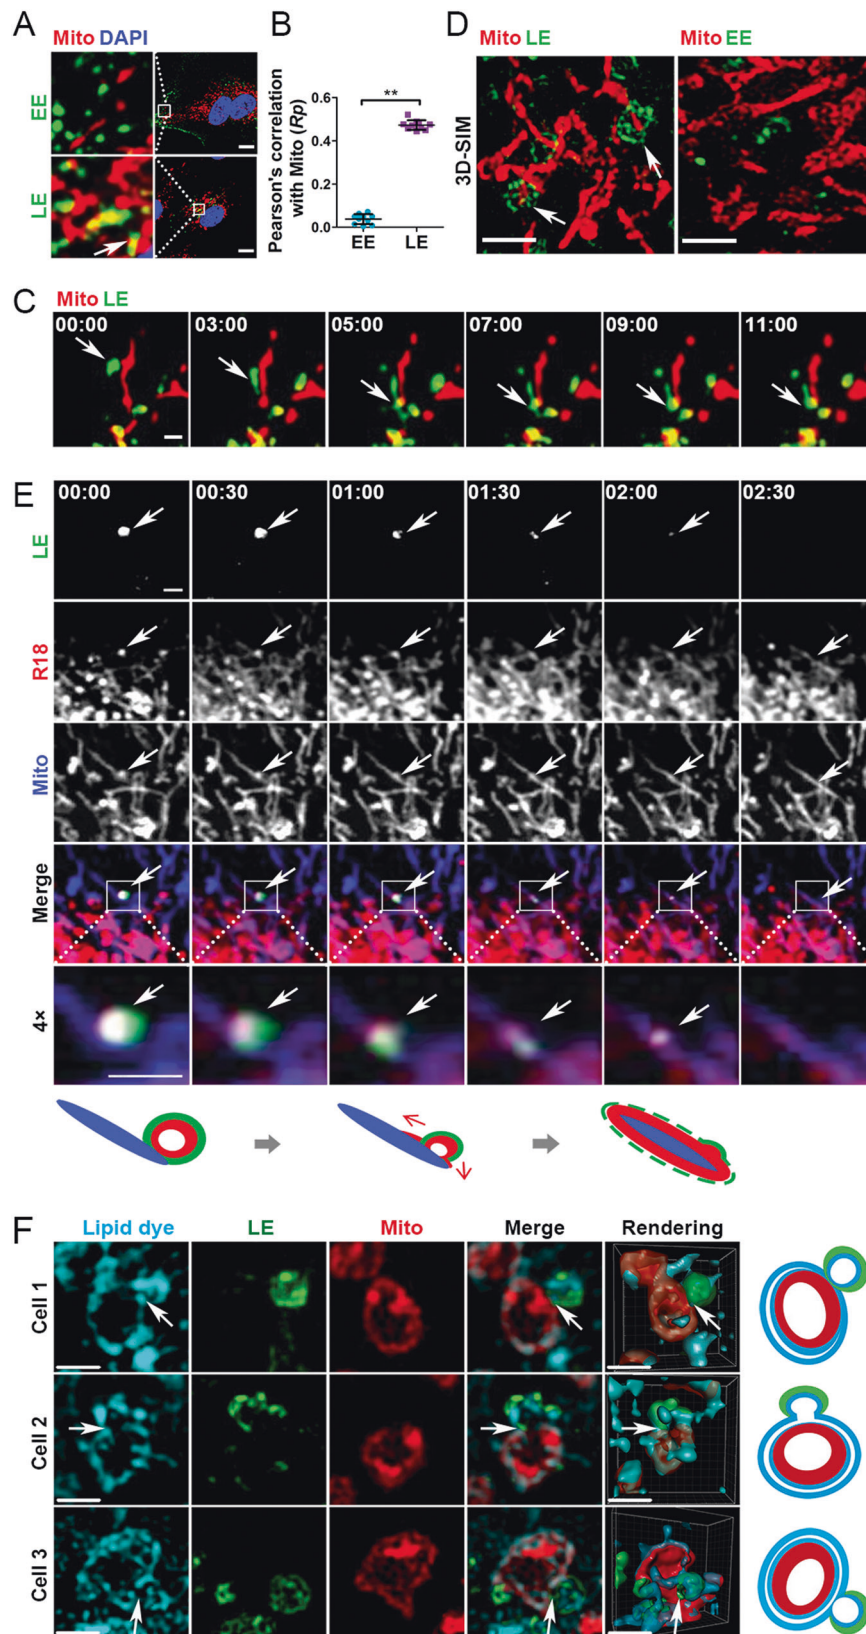 A
Mito DAPI
EE
LE
B
Pearson's correlation
with Mito (Rp)
0.6
0.4
0.2
0.0
**
EE LE
D
Mito LE
Mito EE
3D-SIM
C
Mito LE
00:00 03:00 05:00 07:00 09:00 11:00
E
00:00 00:30 01:00 01:30 02:00 02:30
LE
R18
Mito
Merge
4×
F
Lipid dye LE Mito Merge Rendering
Cell 1
Cell 2
Cell 3